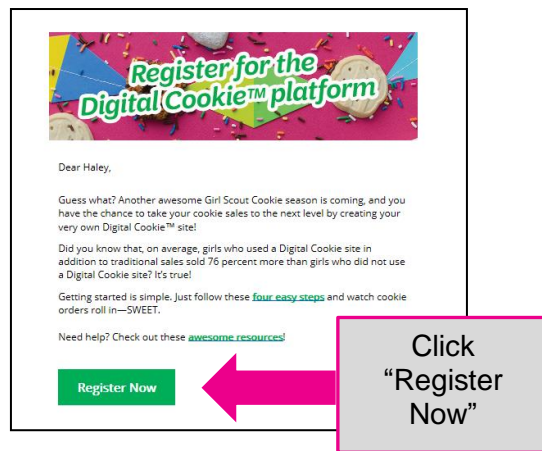 Register for the
Digital Cookie™ platform
Dear Haley,
Guess what? Another awesome Girl Scout Cookie season is coming, and you
have the chance to take your cookie sales to the next level by creating your
very own Digital Cookie™ site!
Did you know that, on average, girls who used a Digital Cookie site in
addition to traditional sales sold 76 percent more than girls who did not use
a Digital Cookie site? It's true!
Getting started is simple. Just follow these four easy steps and watch cookie
orders roll in—SWEET.
Need help? Check out these awesome resources!
Register Now
Click
“Register
Now”